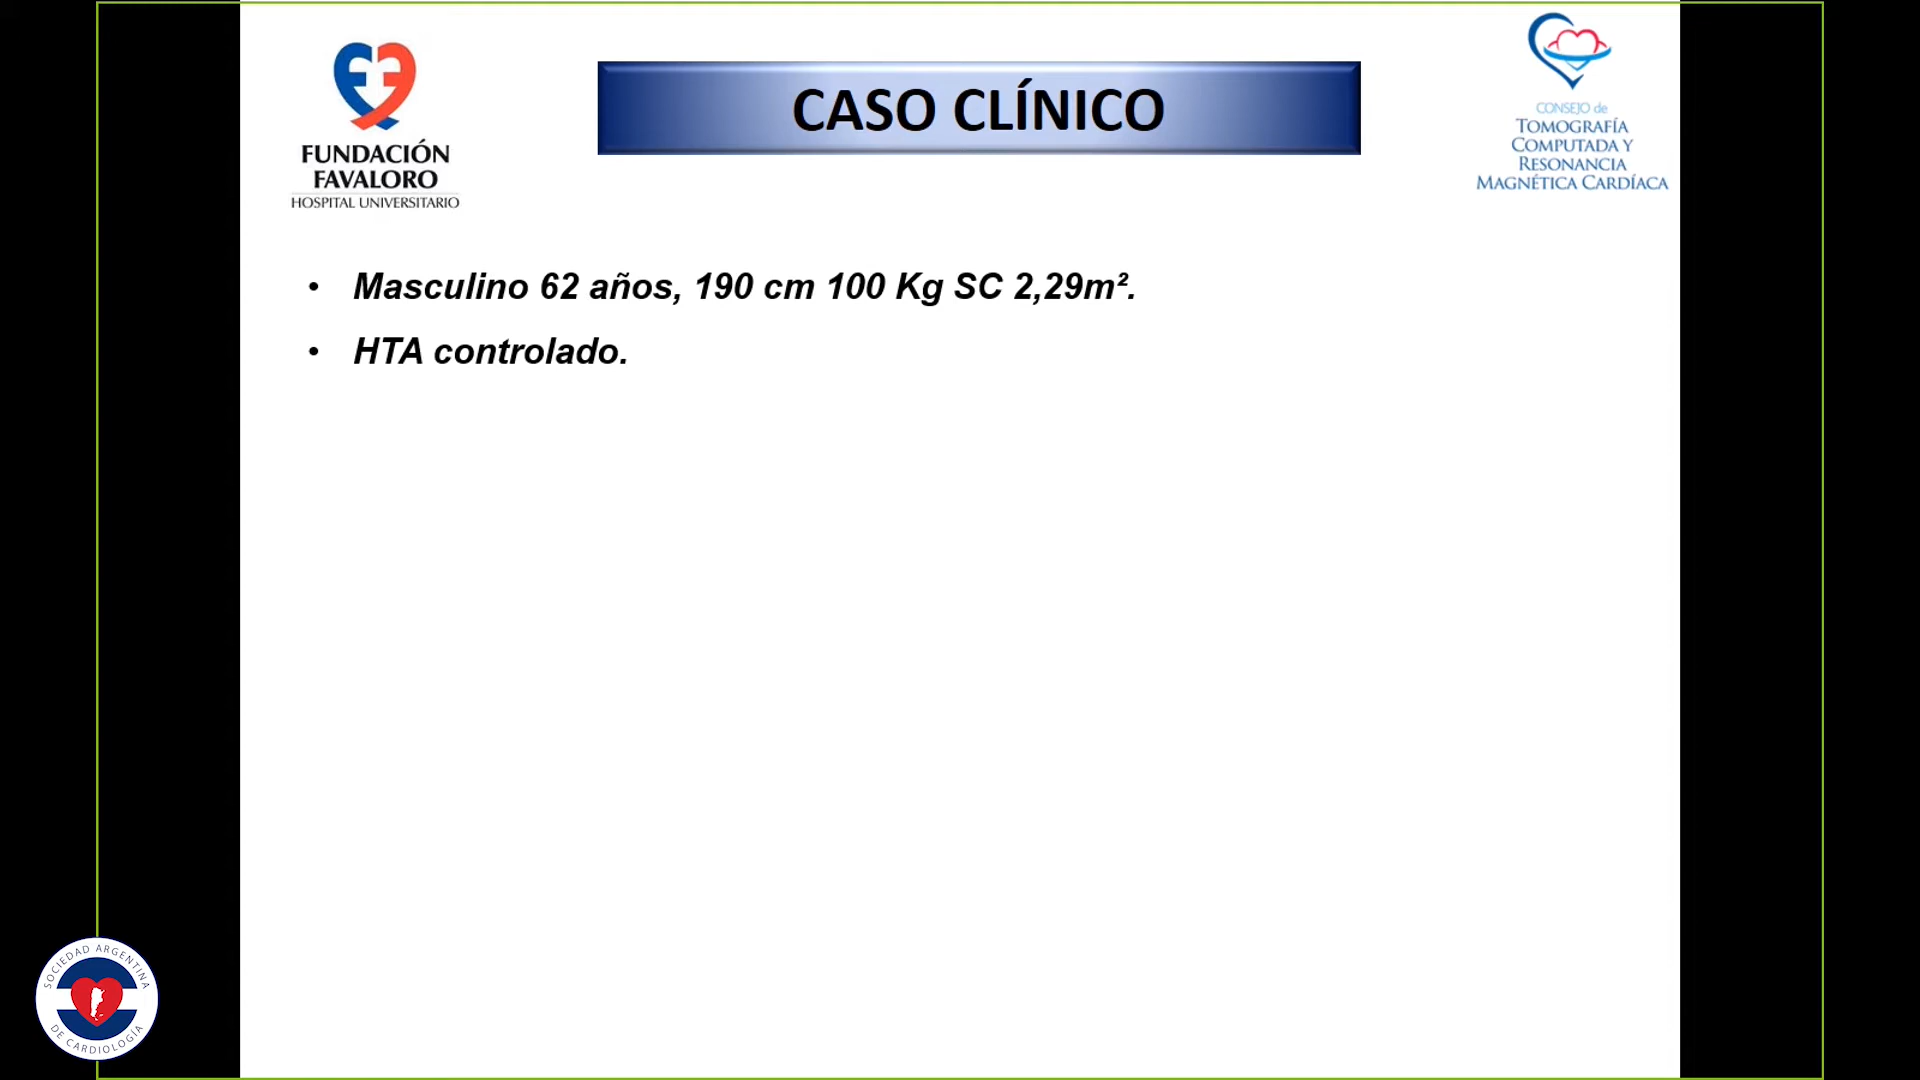 FUNDACIÓN
FAVALORO
HOSPITAL UNIVERSITARIO
CASO CLÍNICO
CONSEJO de
TOMOGRAFÍA
COMPUTADA Y
RESONANCIA
MAGNÉTICA CARDÍACA
• Masculino 62 años, 190 cm 100 Kg SC 2,29m².
• HTA controlado.
SOCIEDAD ARGENTINA
DE CARDIOLOGÍA